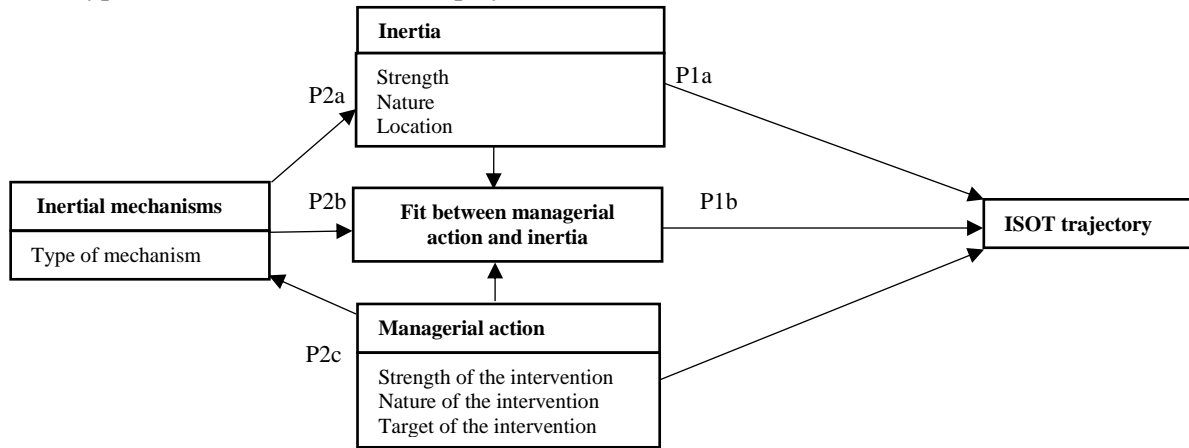 Inertia
Strength
Nature
Location
P1a
P2a
Inertial mechanisms
Type of mechanism
P2b
Fit between managerial
action and inertia
P1b
ISOT trajectory
Managerial action
Strength of the intervention
Nature of the intervention
Target of the intervention
P2c